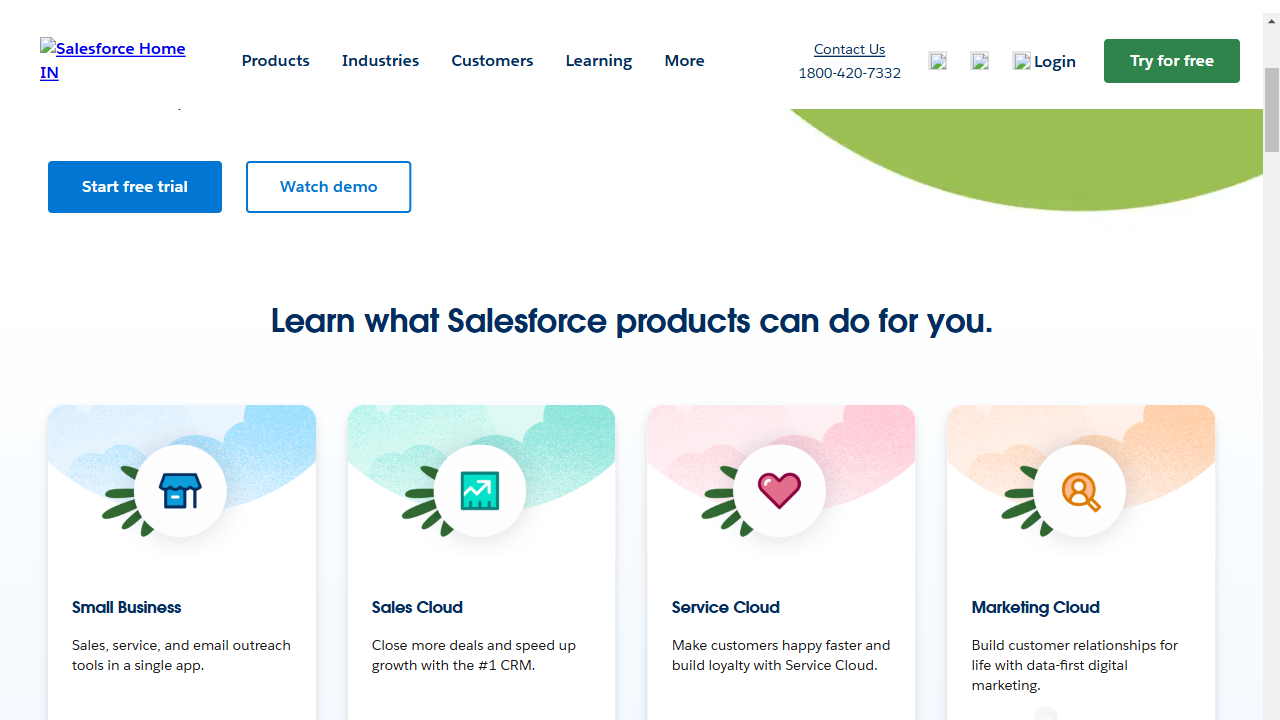 Salesforce Home
IN
Products
Industries
Customers
Learning
More
Contact Us
1800-420-7332
Login
Try for free
Start free trial
Watch demo
Learn what Salesforce products can do for you.
Small Business
Sales, service, and email outreach
tools in a single app.
Sales Cloud
Close more deals and speed up
growth with the #1 CRM.
Service Cloud
Make customers happy faster and
build loyalty with Service Cloud.
Marketing Cloud
Build customer relationships for
life with data-first digital
marketing.